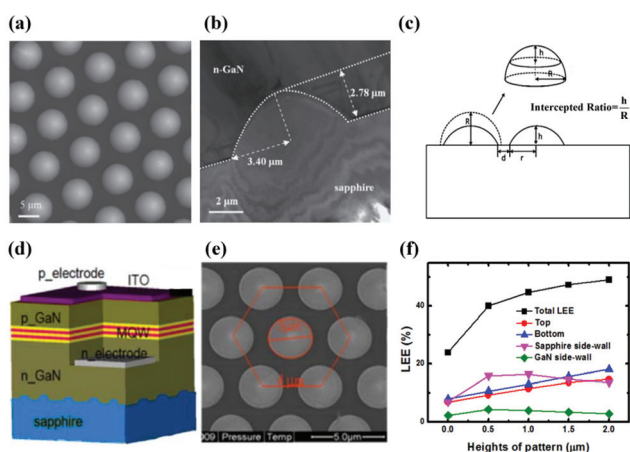 (a)
5 μm
(b)
n-GaN
2.78 μm
3.40 μm
2 μm
sapphire
(c)
h
R
Intercepted Ratio=h/R
R
h
d
r
(d)
p_electrode
ITO
p_GaN
MQW
n_electrode
n_GaN
sapphire
(e)
009
Pressure
Temp
5.0μm
(f)
LEE (%)
40
20
0
Total LEE
Top
Bottom
Sapphire side-wall
GaN side-wall
0.0 0.5 1.0 1.5 2.0
Heights of pattern (μm)